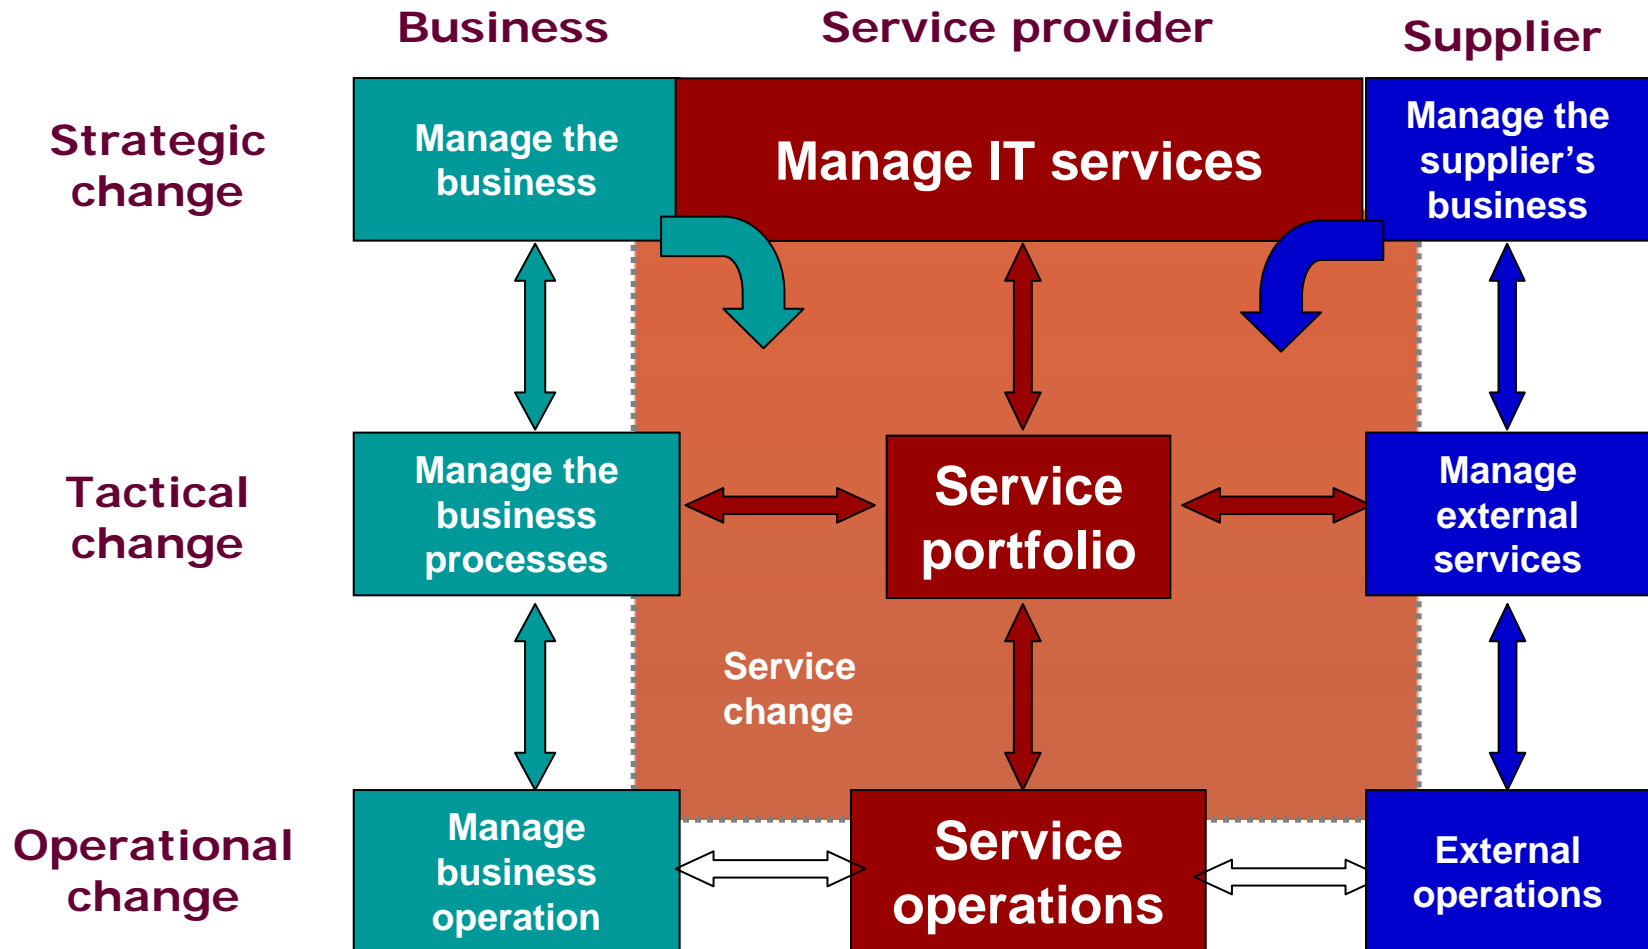 Business
Service provider
Supplier
Strategic
change
Manage the
business
Manage IT services
Manage the
supplier’s
business
Tactical
change
Manage the
business
processes
Service
portfolio
Manage
external
services
Service
change
Operational
change
Manage
business
operation
Service
operations
External
operations